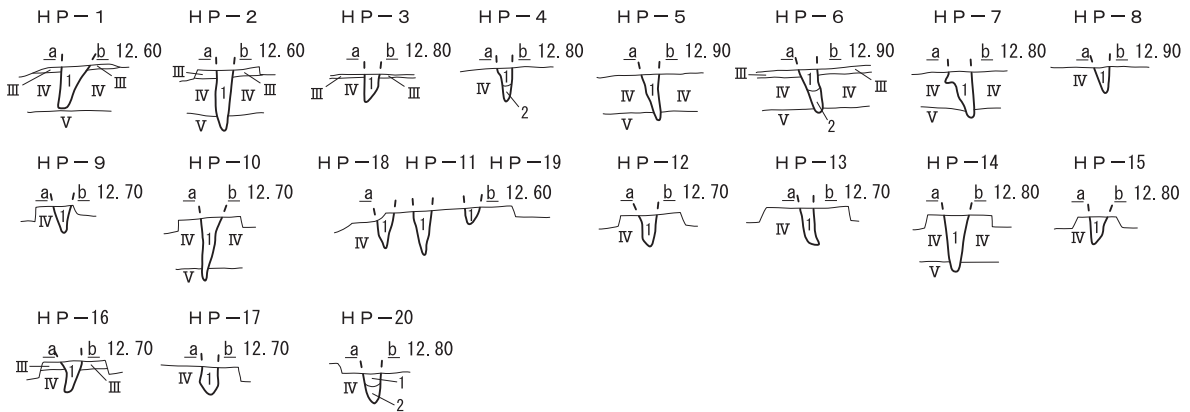 HP-1 HP-2 HP-3 HP-4 HP-5 HP-6 HP-7 HP-8
a b 12.60 a b 12.60 a b 12.80 a b 12.80 a b 12.90 a b 12.90 a b 12.80 a b 12.90
Ⅲ Ⅳ 1 Ⅳ Ⅲ Ⅴ Ⅲ Ⅳ 1 Ⅳ Ⅲ Ⅴ Ⅲ Ⅳ 1 Ⅲ Ⅳ 1 2 Ⅳ 1 Ⅳ Ⅴ Ⅲ Ⅳ 1 Ⅳ Ⅲ Ⅴ 2 Ⅳ 1 Ⅳ Ⅴ Ⅳ 1
HP-9 HP-10 HP-18 HP-11 HP-19 HP-12 HP-13 HP-14 HP-15
a b 12.70 a b 12.70 a b 12.60 a b 12.70 a b 12.70 a b 12.80 a b 12.80
Ⅳ 1 Ⅳ 1 Ⅳ Ⅴ Ⅳ 1 1 1 Ⅳ 1 Ⅳ 1 Ⅳ 1 Ⅳ Ⅴ Ⅳ 1
HP-16 HP-17 HP-20
a b 12.70 a b 12.70 a b 12.80
Ⅲ Ⅳ 1 Ⅲ Ⅳ 1 Ⅳ 1 2